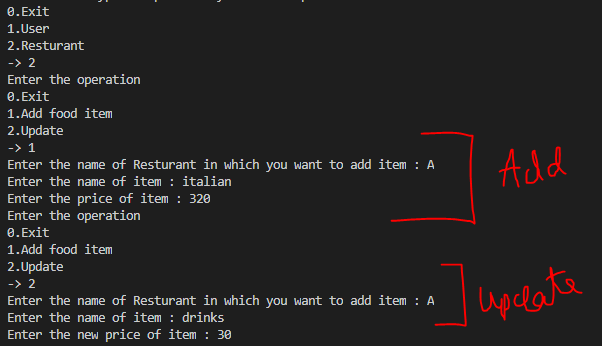 0.Exit
1.User
2.Resturant
-> 2
Enter the operation
0.Exit
1.Add food item
2.Update
-> 1
Enter the name of Resturant in which you want to add item : A
Enter the name of item : italian
Enter the price of item : 320
Add
Enter the operation
0.Exit
1.Add food item
2.Update
-> 2
Enter the name of Resturant in which you want to add item : A
Enter the name of item : drinks
Enter the new price of item : 30
update